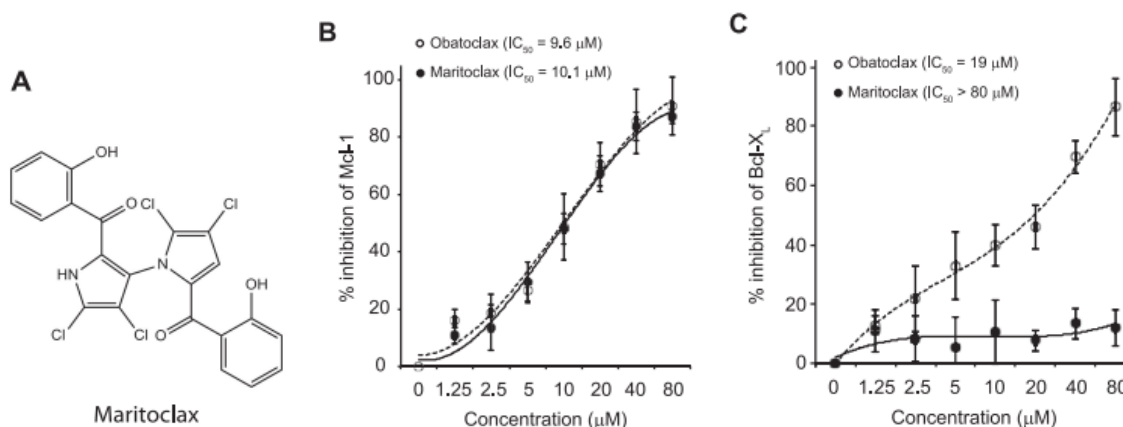 A
OH
O
Cl
Cl
HN
N
OH
Cl
Cl
O
Maritoclax
B
Obatoclax (IC50 = 9.6 μM)
Maritoclax (IC50 = 10.1 μM)
% inhibition of Mcl-1
100
80
60
40
20
0
0 1.25 2.5 5 10 20 40 80
Concentration (μM)
C
Obatoclax (IC50 = 19 μM)
Maritoclax (IC50 > 80 μM)
% inhibition of Bcl-XL
100
80
60
40
20
0
0 1.25 2.5 5 10 20 40 80
Concentration (μM)